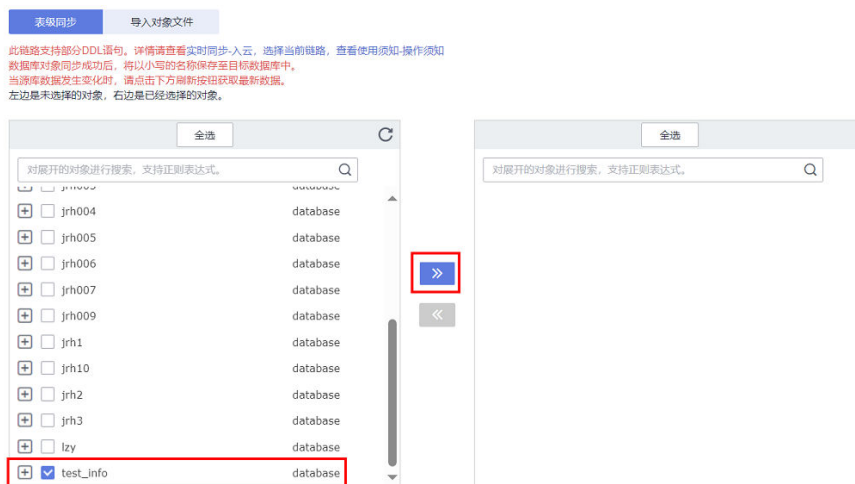 表级同步 导入对象文件
此链路支持部分DDL语句。详情请查看实时同步-入云，选择当前链路，查看使用须知-操作须知
数据库对象同步成功后，将以小写的名称保存至目标数据库中。
当源库数据发生变化时，请点击下方刷新按钮获取最新数据。
左边是未选择的对象，右边是已经选择的对象。
全选 全选
对展开的对象进行搜索，支持正则表达式。 对展开的对象进行搜索，支持正则表达式。
jrh003 database
jrh004 database
jrh005 database
jrh006 database
jrh007 database
jrh009 database
jrh1 database
jrh10 database
jrh2 database
jrh3 database
lzy database
test_info database